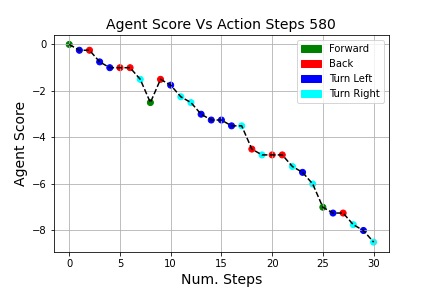 Agent Score Vs Action Steps 580
Agent Score
0
−2
−4
−6
−8
Forward
Back
Turn Left
Turn Right
0 5 10 15 20 25 30
Num. Steps